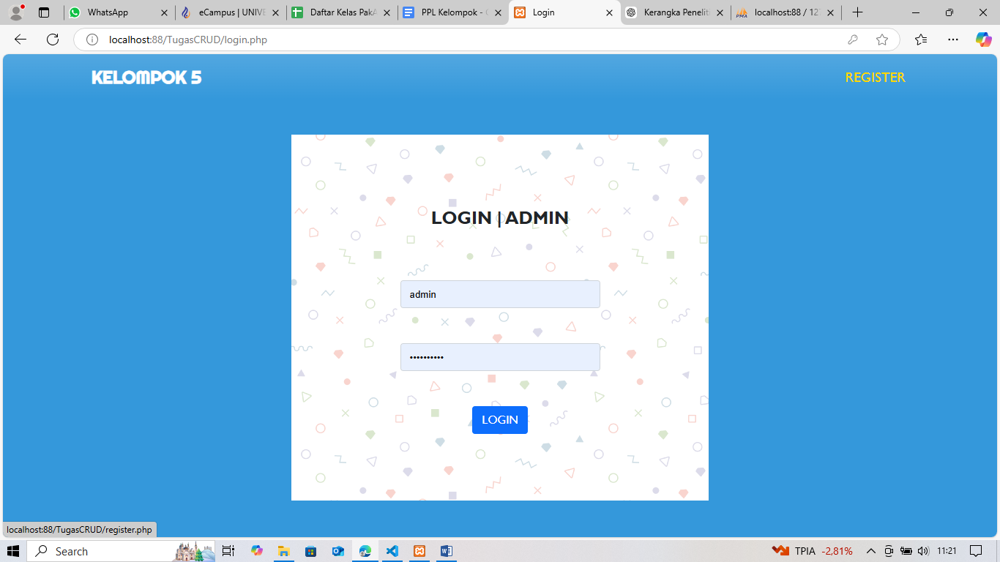 WhatsApp
eCampus | UNIVE
Daftar Kelas PakA
PPL Kelompok - G
Login
Kerangka Penelit
localhost:88 / 12
localhost:88/TugasCRUD/login.php
KELOMPOK 5
REGISTER
LOGIN | ADMIN
admin
••••••••••
LOGIN
localhost:88/TugasCRUD/register.php
Search
TPIA -2,81%
11:21